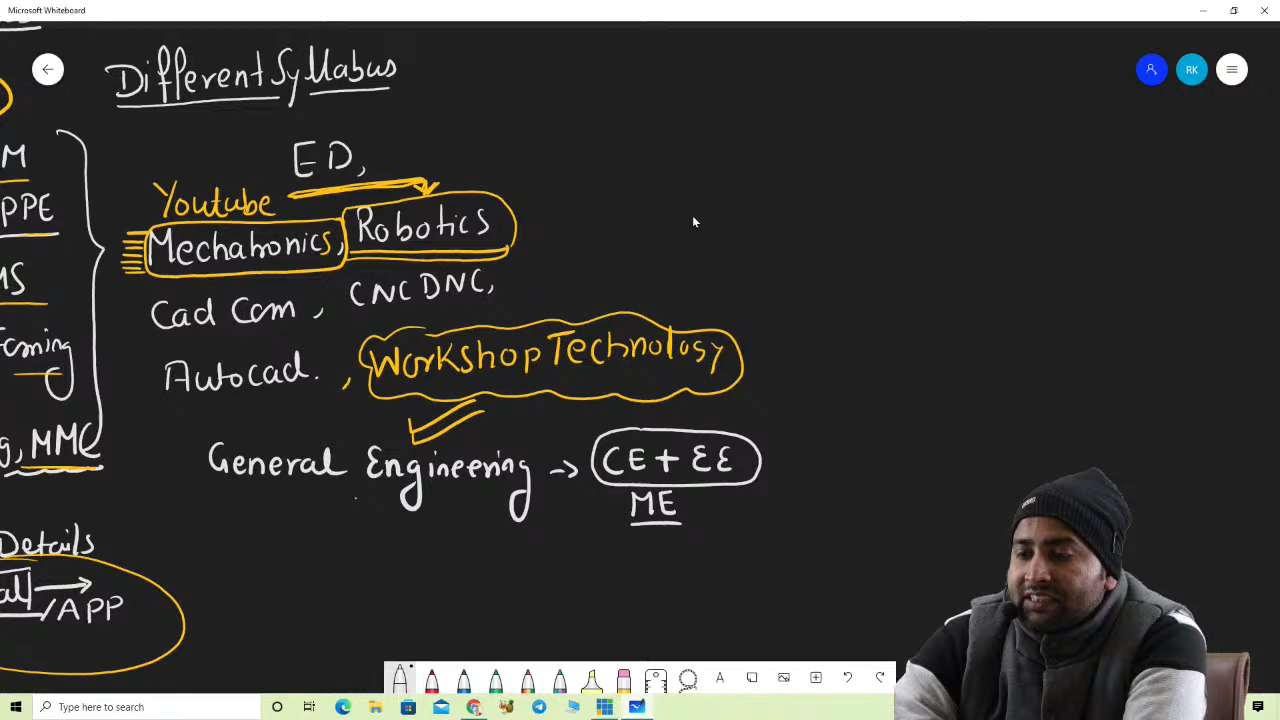 Microsoft Whiteboard
Different Syllabus
RK
M
ED,
PPE
Youtube
Mechatronics, Robotics
MS
Cad Cam, CNC DNC,
Autocad. , Workshop Technology
g, MMC
General Engineering → CE + EE
ME
Details
al
/APP
Type here to search